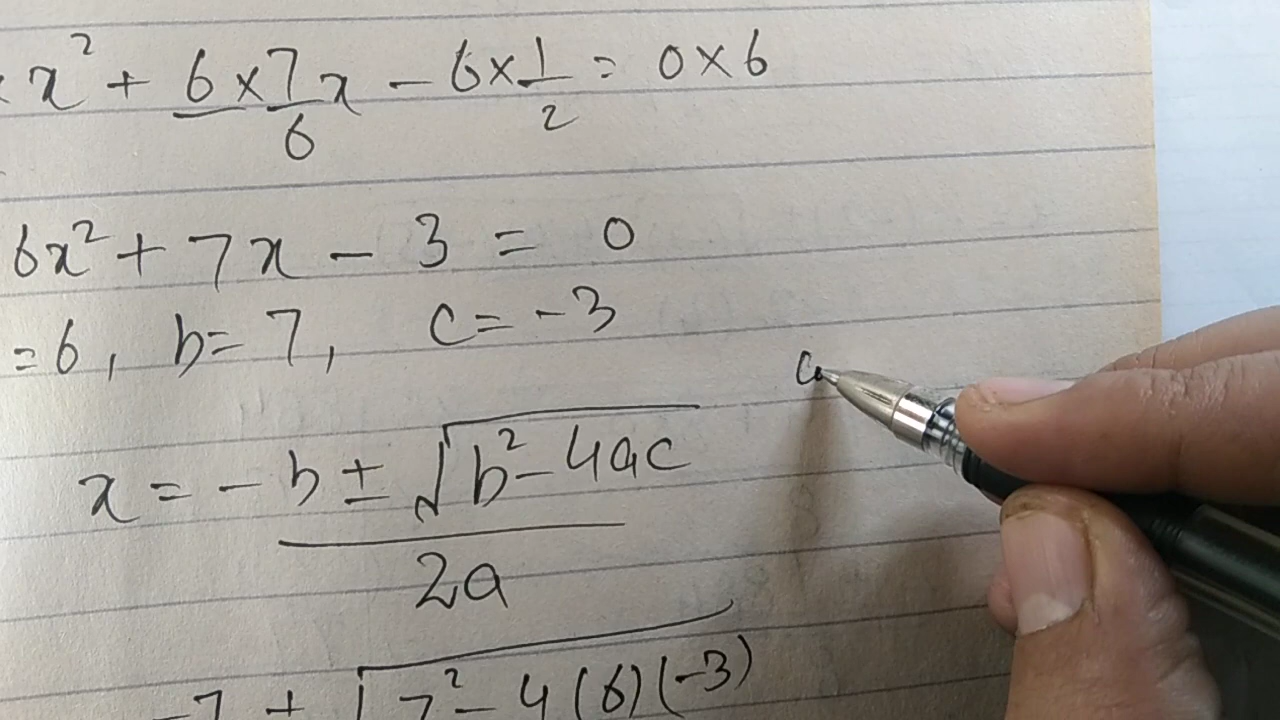 x² + 6×7/6 x - 6×1/2 = 0×6
6x² + 7x - 3 = 0
=6, b=7, c=-3
x = -b ± √(b²-4ac) / 2a
-7 ± √(7²-4(6)(-3)